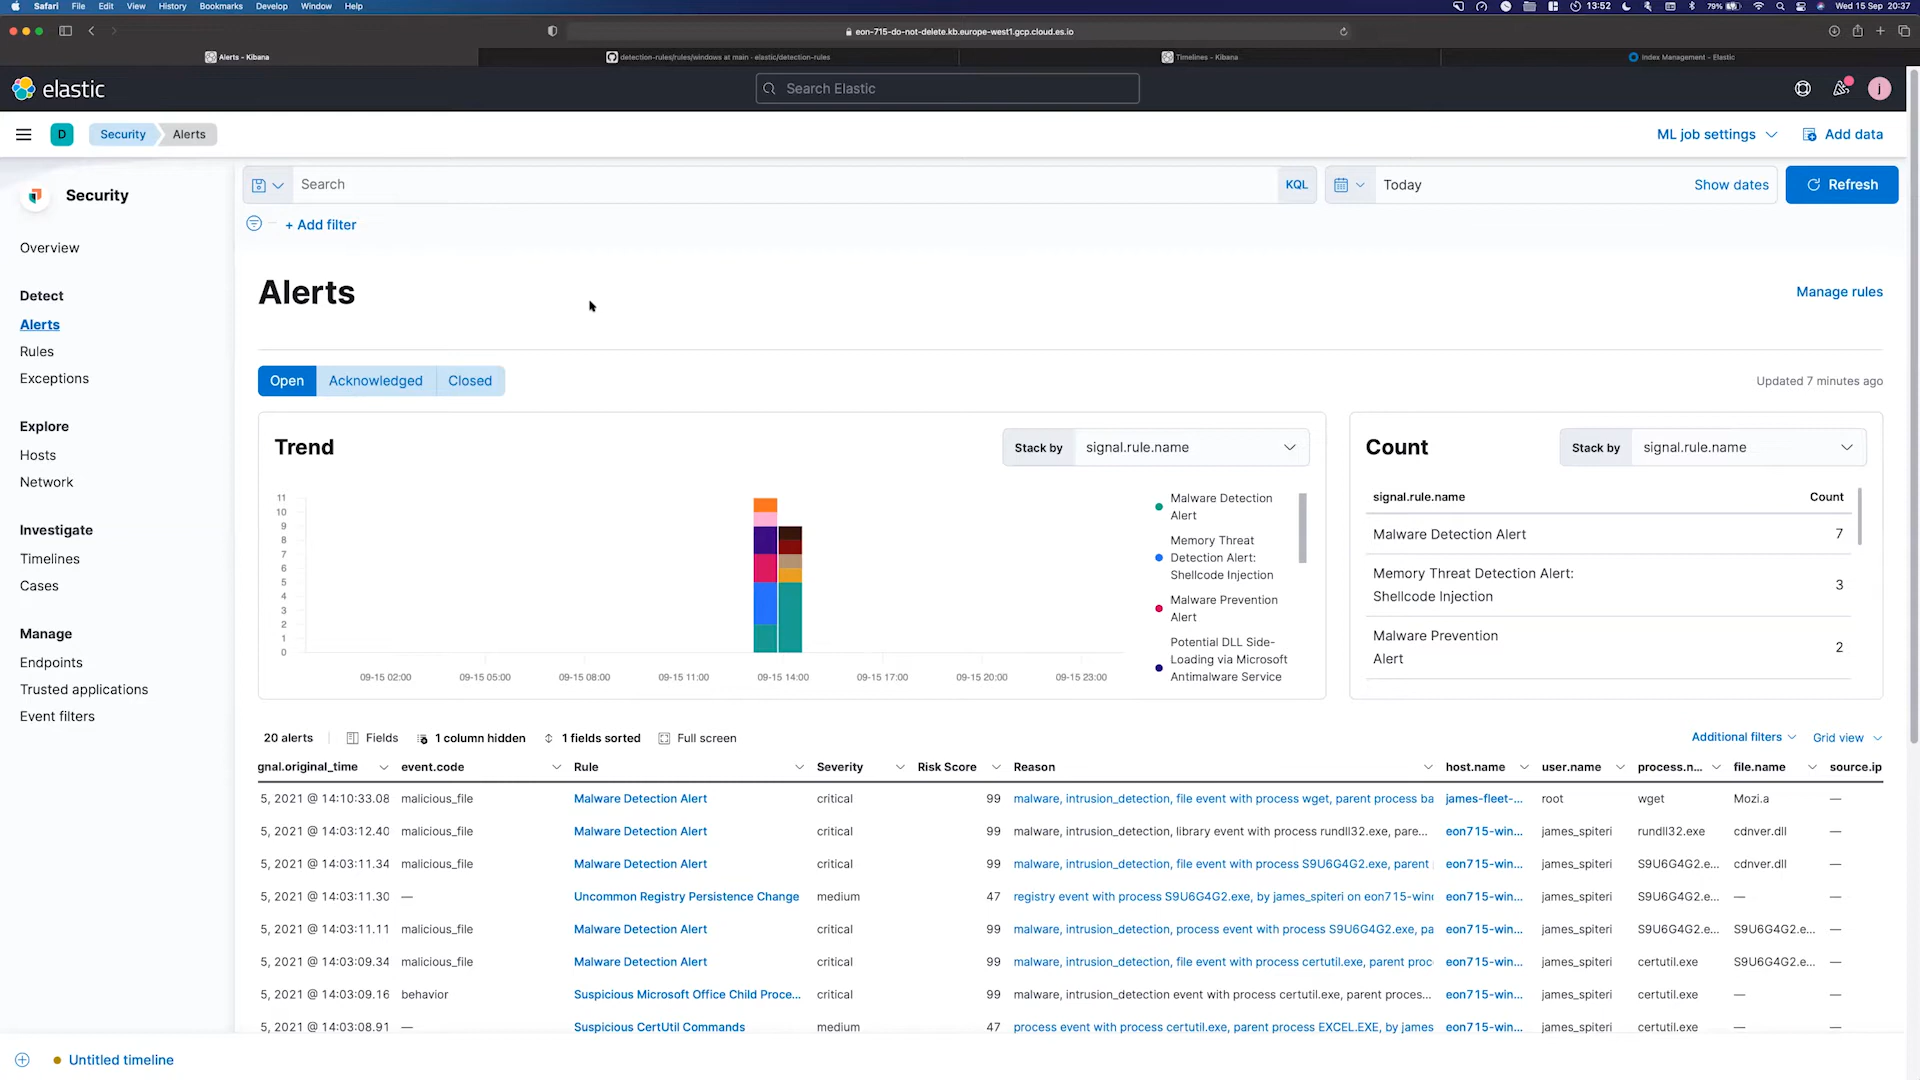 Safari File Edit View History Bookmarks Develop Window Help 13:52 79% Wed 15 Sep 20:37
eon-715-do-not-delete.kb.europe-west1.gcp.cloud.es.io
Alerts - Kibana
detection-rules/rules/windows at main · elastic/detection-rules
Timelines - Kibana
Index Management - Elastic
elastic
Search Elastic
j
D Security Alerts
ML job settings
Add data
Security
Search
KQL
Today
Show dates
Refresh
+ Add filter
Overview
Detect
Alerts
Rules
Exceptions
Explore
Hosts
Network
Investigate
Timelines
Cases
Manage
Endpoints
Trusted applications
Event filters
Alerts
Manage rules
Open Acknowledged Closed
Updated 7 minutes ago
Trend
Stack by signal.rule.name
11
10
9
8
7
6
5
4
3
2
1
0
09-15 02:00 09-15 05:00 09-15 08:00 09-15 11:00 09-15 14:00 09-15 17:00 09-15 20:00 09-15 23:00
Malware Detection
Alert
Memory Threat
Detection Alert:
Shellcode Injection
Malware Prevention
Alert
Potential DLL Side-
Loading via Microsoft
Antimalware Service
Count
Stack by signal.rule.name
signal.rule.name Count
Malware Detection Alert 7
Memory Threat Detection Alert:
Shellcode Injection 3
Malware Prevention
Alert 2
20 alerts Fields 1 column hidden 1 fields sorted Full screen
Additional filters Grid view
gnal.original_time event.code Rule Severity Risk Score Reason host.name user.name process.n... file.name source.ip
5, 2021 @ 14:10:33.08 malicious_file Malware Detection Alert critical 99 malware, intrusion_detection, file event with process wget, parent process ba james-fleet-... root wget Mozi.a —
5, 2021 @ 14:03:12.40 malicious_file Malware Detection Alert critical 99 malware, intrusion_detection, library event with process rundll32.exe, pare... eon715-win... james_spiteri rundll32.exe cdnver.dll —
5, 2021 @ 14:03:11.34 malicious_file Malware Detection Alert critical 99 malware, intrusion_detection, file event with process S9U6G4G2.exe, parent eon715-win... james_spiteri S9U6G4G2.e... cdnver.dll —
5, 2021 @ 14:03:11.30 — Uncommon Registry Persistence Change medium 47 registry event with process S9U6G4G2.exe, by james_spiteri on eon715-win eon715-win... james_spiteri S9U6G4G2.e... — —
5, 2021 @ 14:03:11.11 malicious_file Malware Detection Alert critical 99 malware, intrusion_detection, process event with process S9U6G4G2.exe, pa eon715-win... james_spiteri S9U6G4G2.e... S9U6G4G2.e... —
5, 2021 @ 14:03:09.34 malicious_file Malware Detection Alert critical 99 malware, intrusion_detection, file event with process certutil.exe, parent proc eon715-win... james_spiteri certutil.exe S9U6G4G2.e... —
5, 2021 @ 14:03:09.16 behavior Suspicious Microsoft Office Child Proce... critical 99 malware, intrusion_detection event with process certutil.exe, parent proces... eon715-win... james_spiteri certutil.exe — —
5, 2021 @ 14:03:08.91 — Suspicious CertUtil Commands medium 47 process event with process certutil.exe, parent process EXCEL.EXE, by james eon715-win... james_spiteri certutil.exe — —
Untitled timeline